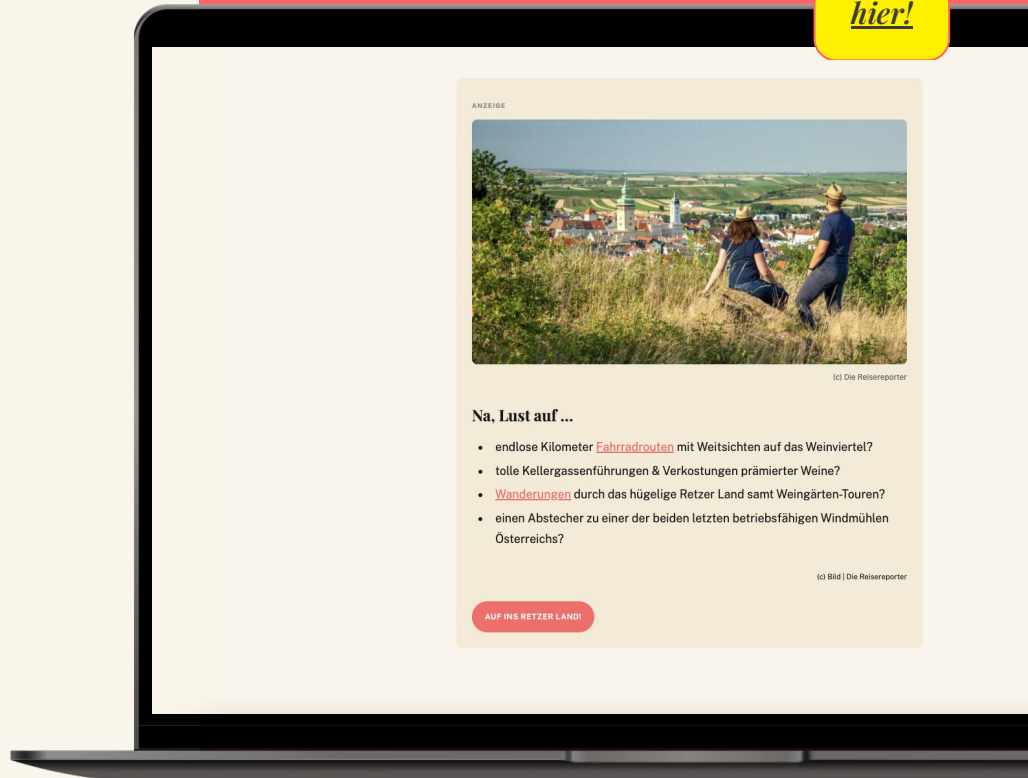 hier!
ANZEIGE
(c) Die Reisereporter
Na, Lust auf ...
• endlose Kilometer Fahrradrouten mit Weitsichten auf das Weinviertel?
• tolle Kellergassenführungen & Verkostungen prämierter Weine?
• Wanderungen durch das hügelige Retzer Land samt Weingärten-Touren?
• einen Abstecher zu einer der beiden letzten betriebsfähigen Windmühlen
Österreichs?
(c) Bild | Die Reisereporter
AUF INS RETZER LAND!